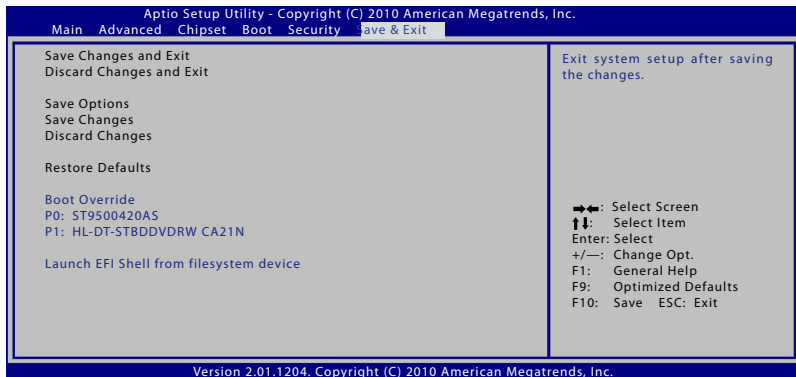 Aptio Setup Utility - Copyright (C) 2010 American Megatrends, Inc.
Main Advanced Chipset Boot Security Save & Exit
Save Changes and Exit
Discard Changes and Exit
Save Options
Save Changes
Discard Changes
Restore Defaults
Boot Override
P0: ST9500420AS
P1: HL-DT-STBDDVDRW CA21N
Launch EFI Shell from filesystem device
Exit system setup after saving
the changes.
→←: Select Screen
↑↓: Select Item
Enter: Select
+/—: Change Opt.
F1: General Help
F9: Optimized Defaults
F10: Save ESC: Exit
Version 2.01.1204. Copyright (C) 2010 American Megatrends, Inc.